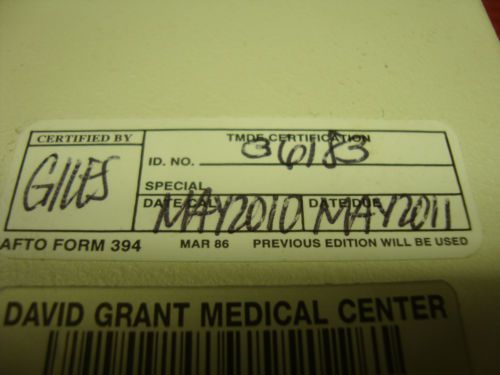 CERTIFIED BY
GILES
TMDE CERTIFICATION
ID. NO. 36183
SPECIAL
DATE CAL MAY2010 DATE DUE MAY2011
AFTO FORM 394 MAR 86 PREVIOUS EDITION WILL BE USED
DAVID GRANT MEDICAL CENTER